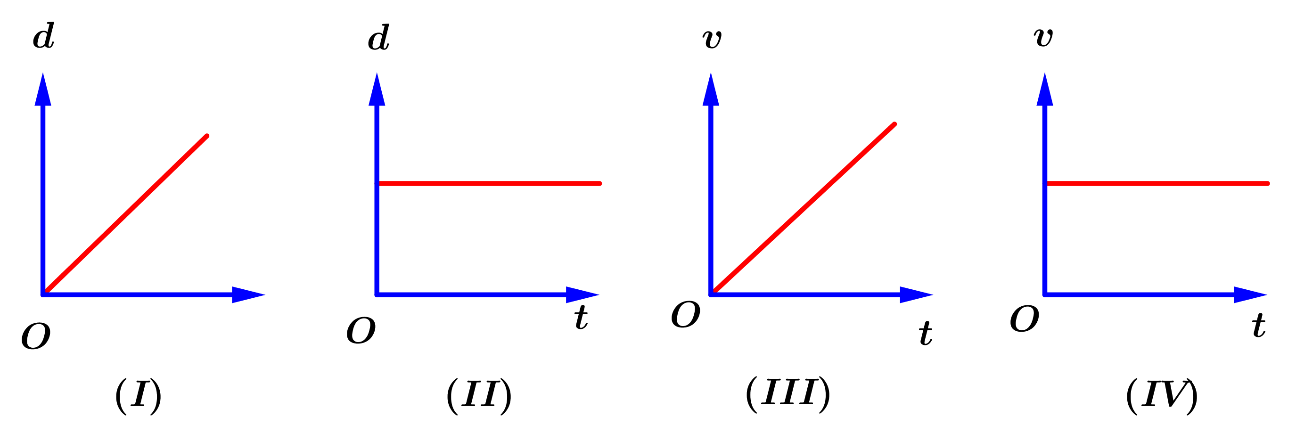 d d v v
O O t O t O t
(I) (II) (III) (IV)